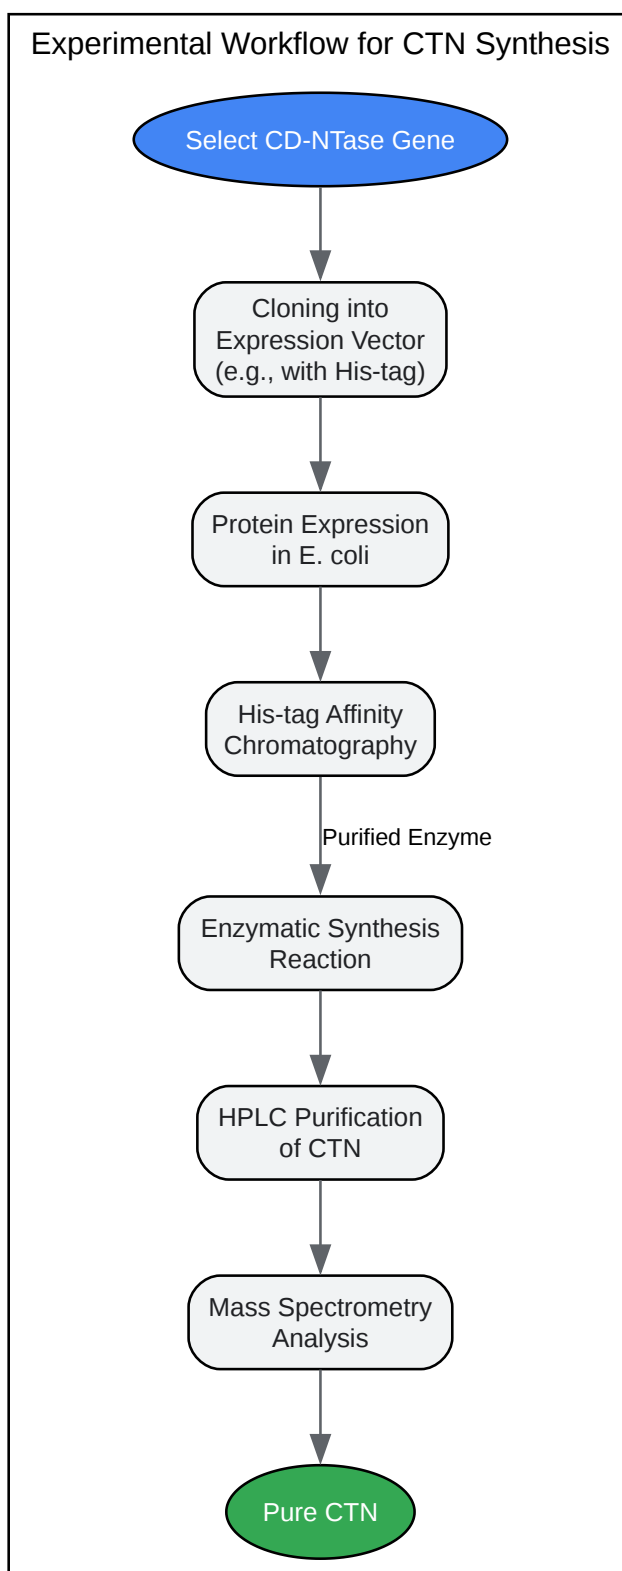 Experimental Workflow for CTN Synthesis
Select CD-NTase Gene
Cloning into
Expression Vector
(e.g., with His-tag)
Protein Expression
in E. coli
His-tag Affinity
Chromatography
Purified Enzyme
Enzymatic Synthesis
Reaction
HPLC Purification
of CTN
Mass Spectrometry
Analysis
Pure CTN